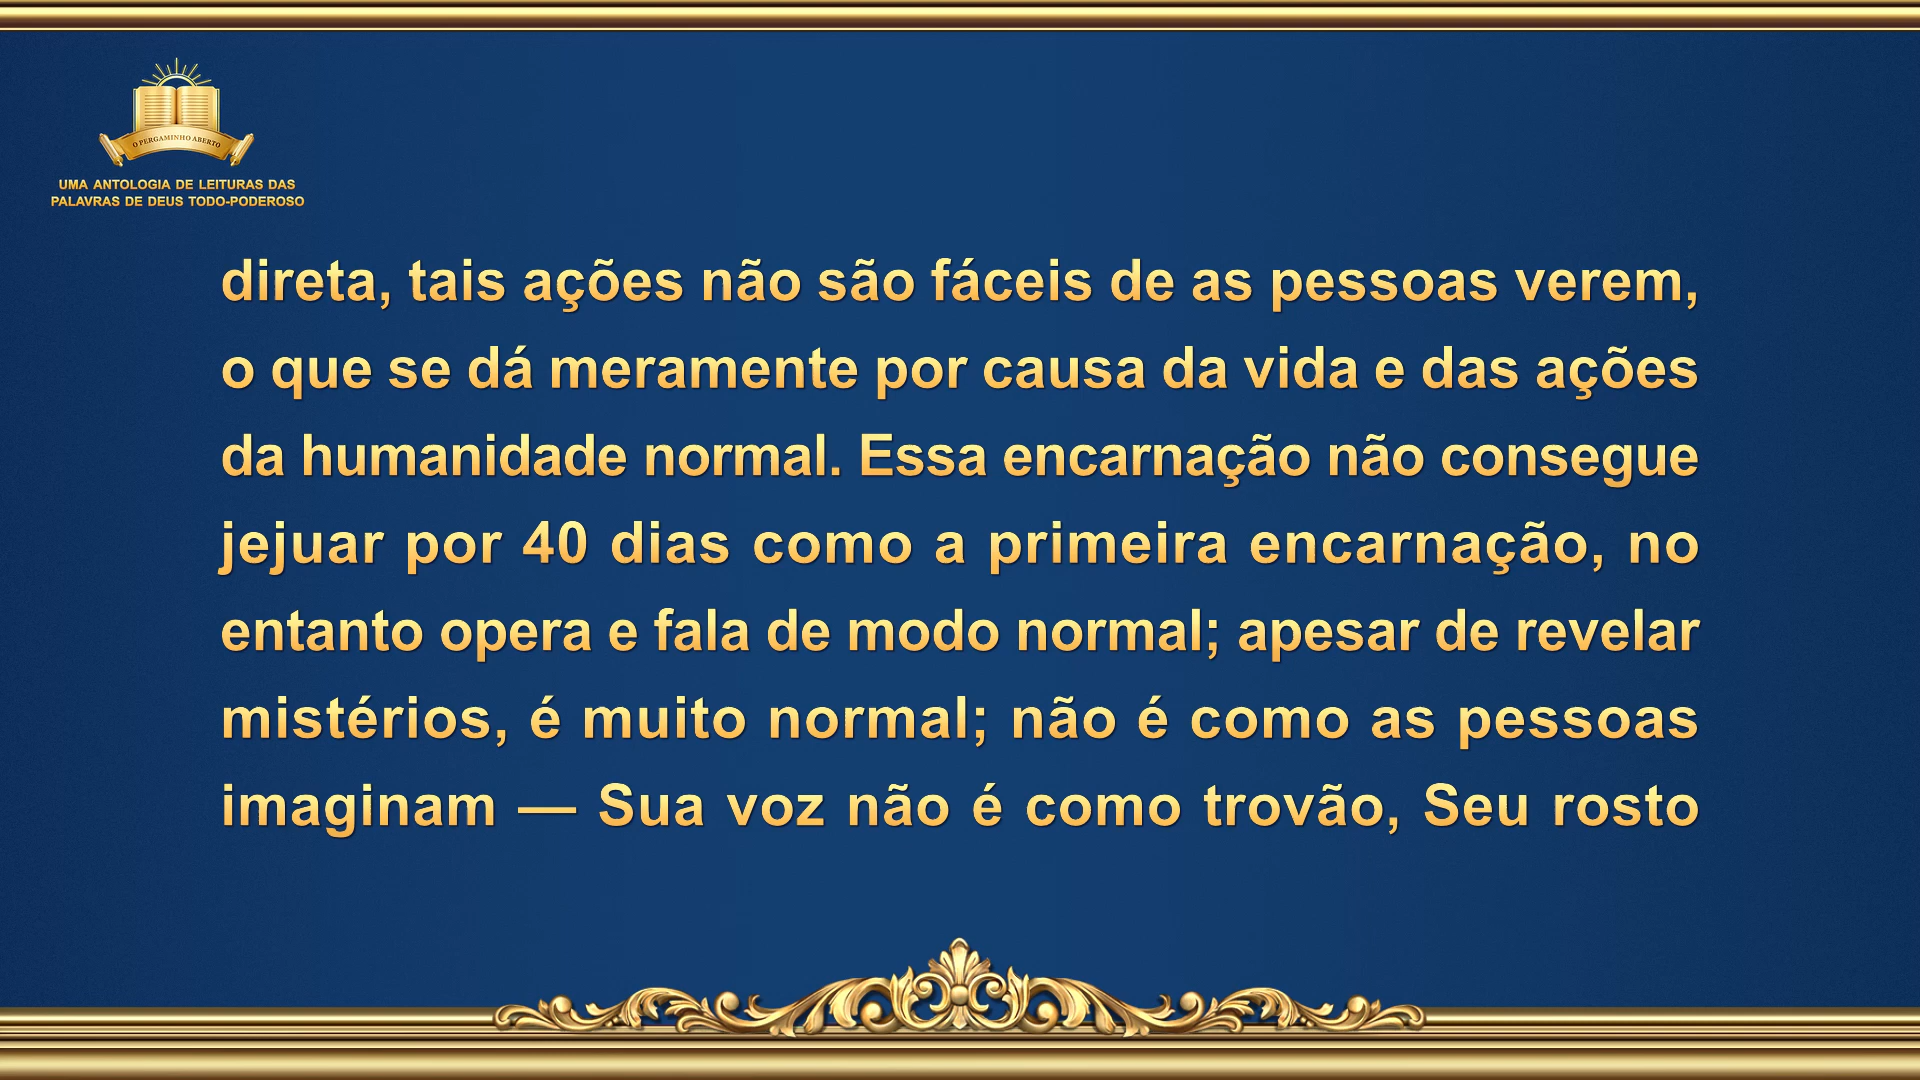 O PERGAMINHO ABERTO
UMA ANTOLOGIA DE LEITURAS DAS
PALAVRAS DE DEUS TODO-PODEROSO
direta, tais ações não são fáceis de as pessoas verem,
o que se dá meramente por causa da vida e das ações
da humanidade normal. Essa encarnação não consegue
jejuar por 40 dias como a primeira encarnação, no
entanto opera e fala de modo normal; apesar de revelar
mistérios, é muito normal; não é como as pessoas
imaginam — Sua voz não é como trovão, Seu rosto